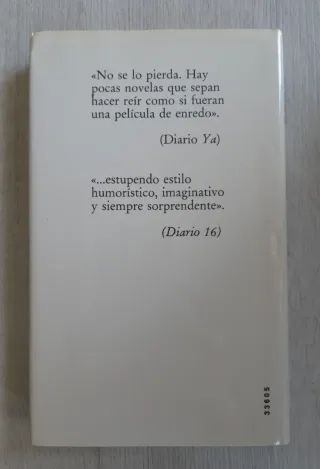 «No se lo pierda. Hay
pocas novelas que sepan
hacer reír como si fueran
una película de enredo».
(Diario Ya)
«...estupendo estilo
humorístico, imaginativo
y siempre sorprendente».
(Diario 16)
33605